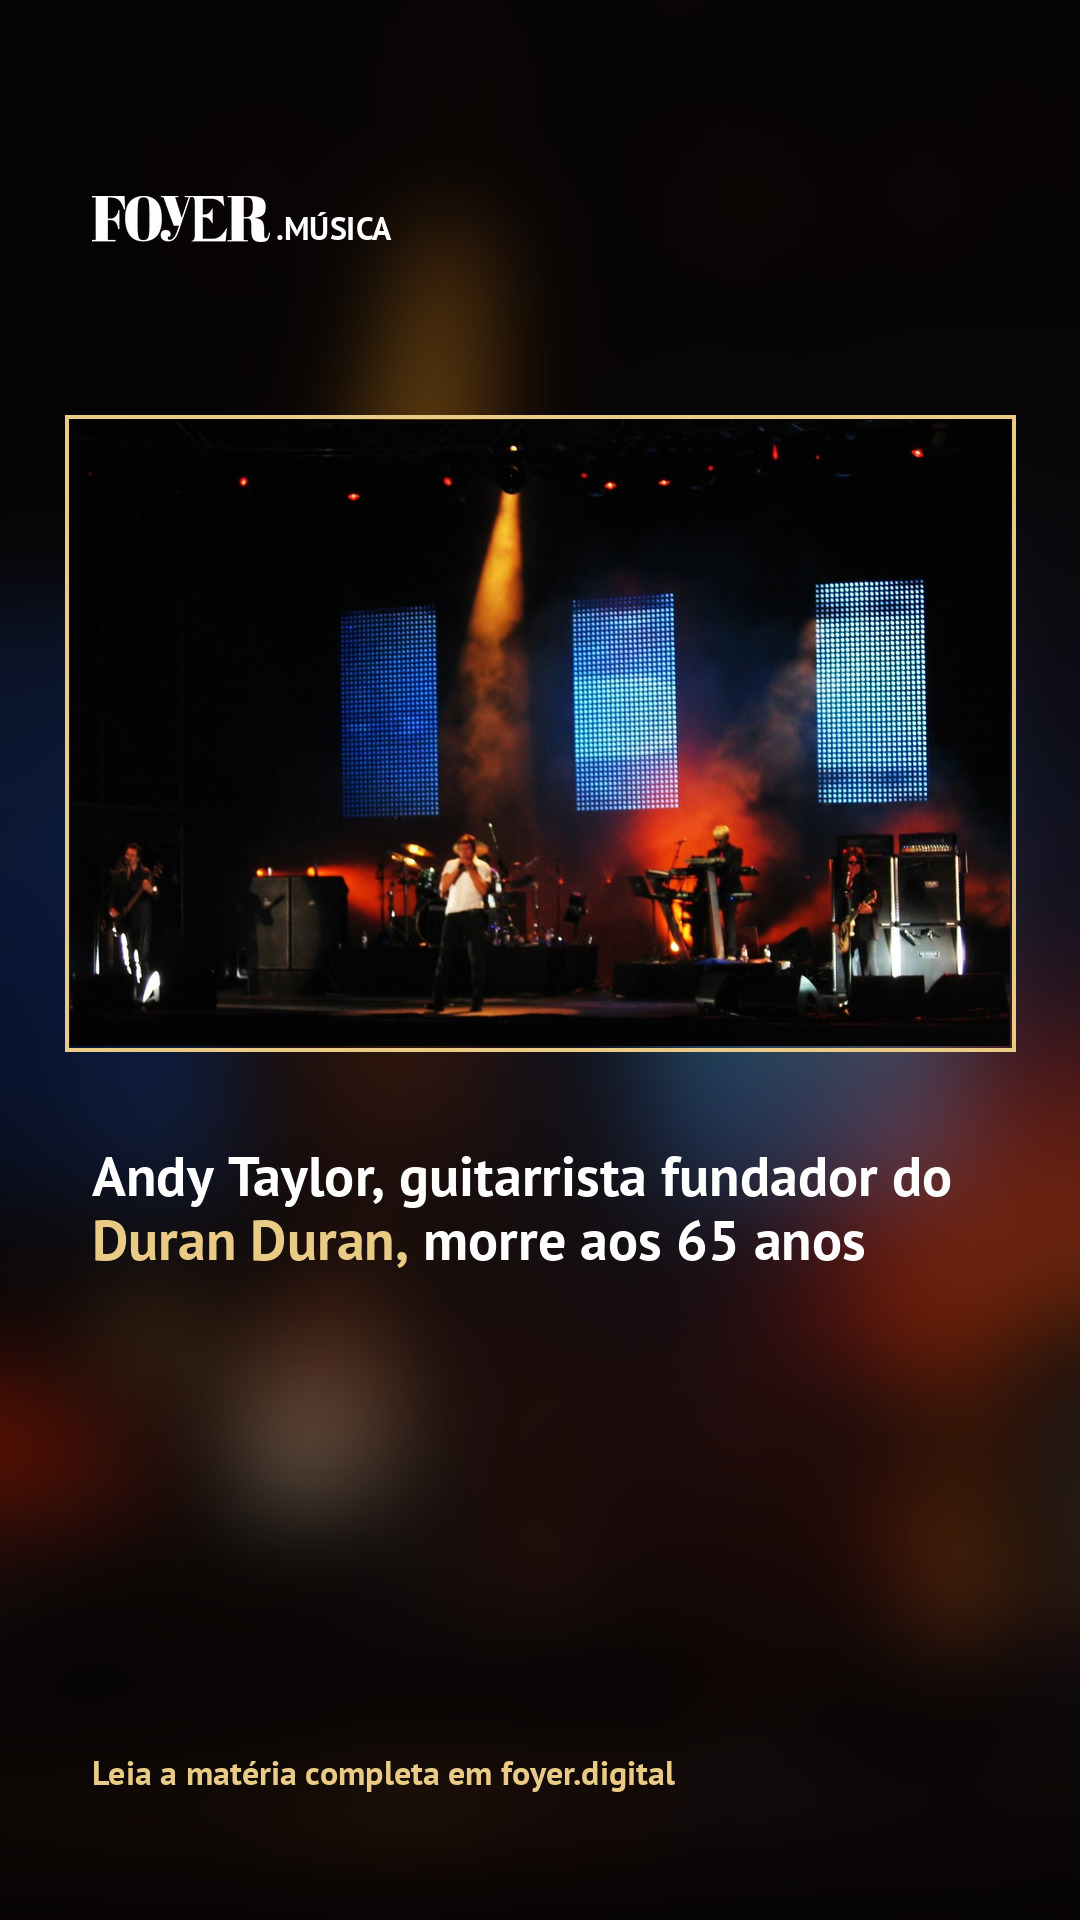 FOYER .MÚSICA
Andy Taylor, guitarrista fundador do
Duran Duran, morre aos 65 anos
Leia a matéria completa em foyer.digital